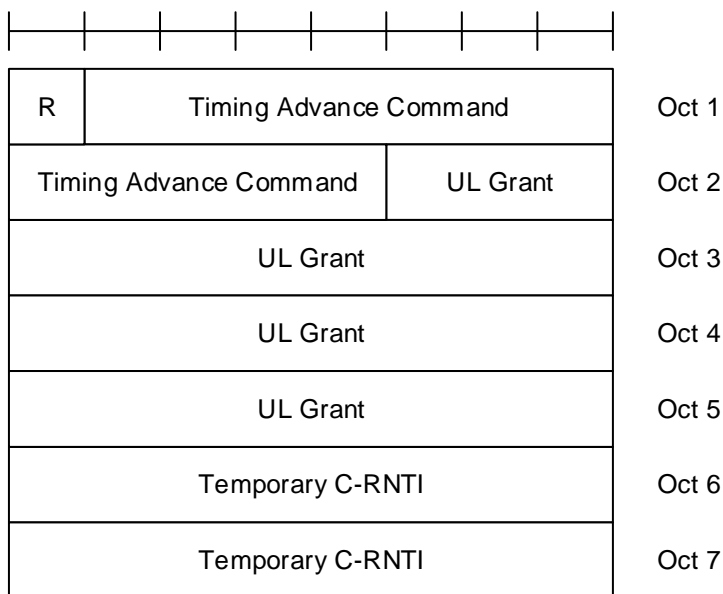 R Timing Advance Command Oct 1
Timing Advance Command UL Grant Oct 2
UL Grant Oct 3
UL Grant Oct 4
UL Grant Oct 5
Temporary C-RNTI Oct 6
Temporary C-RNTI Oct 7